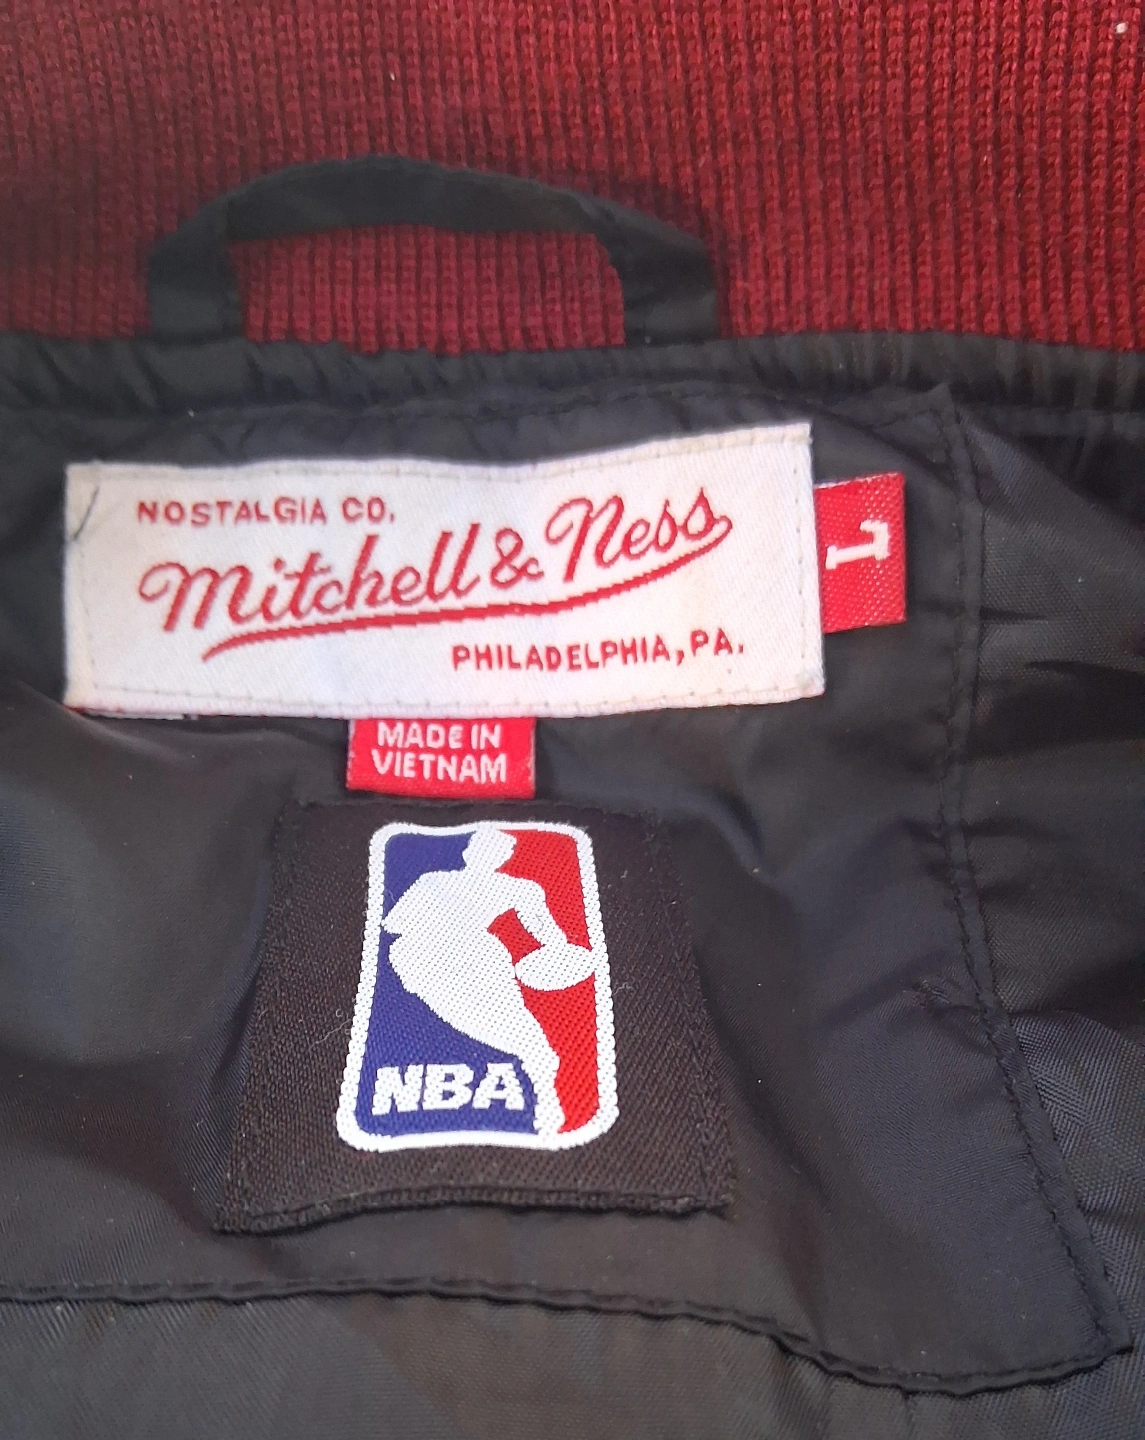 NOSTALGIA CO.
Mitchell & Ness
PHILADELPHIA, PA.
L
MADE IN
VIETNAM
NBA